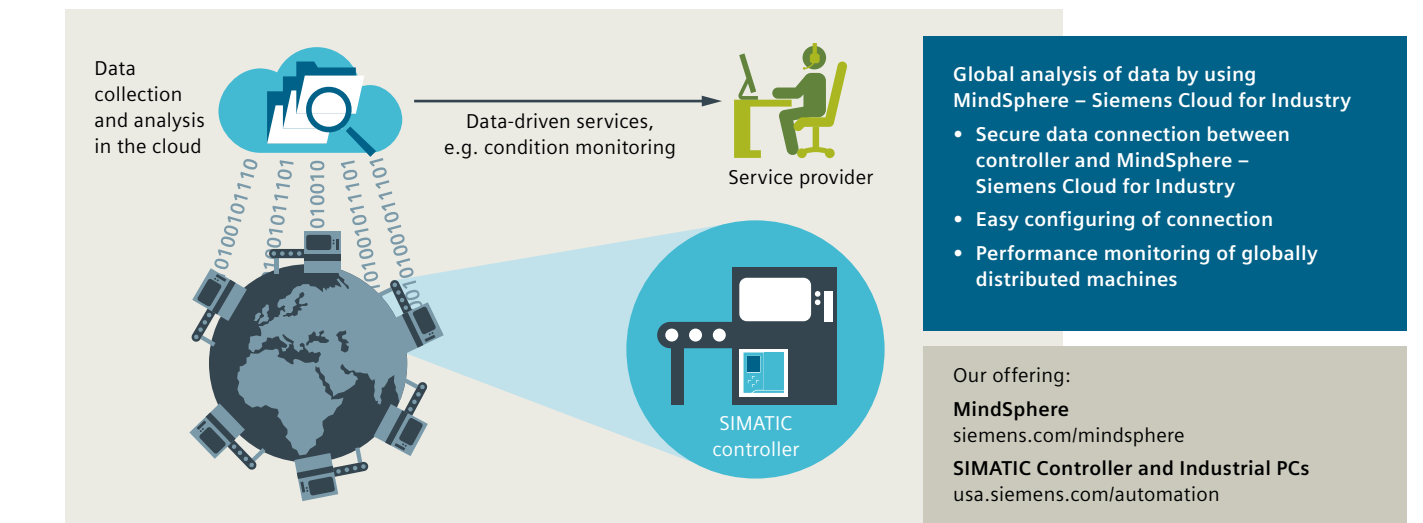 Data
collection
and analysis
in the cloud
Data-driven services,
e.g. condition monitoring
Service provider
SIMATIC
controller
Global analysis of data by using
MindSphere – Siemens Cloud for Industry
• Secure data connection between
controller and MindSphere –
Siemens Cloud for Industry
• Easy configuring of connection
• Performance monitoring of globally
distributed machines
Our offering:
MindSphere
siemens.com/mindsphere
SIMATIC Controller and Industrial PCs
usa.siemens.com/automation